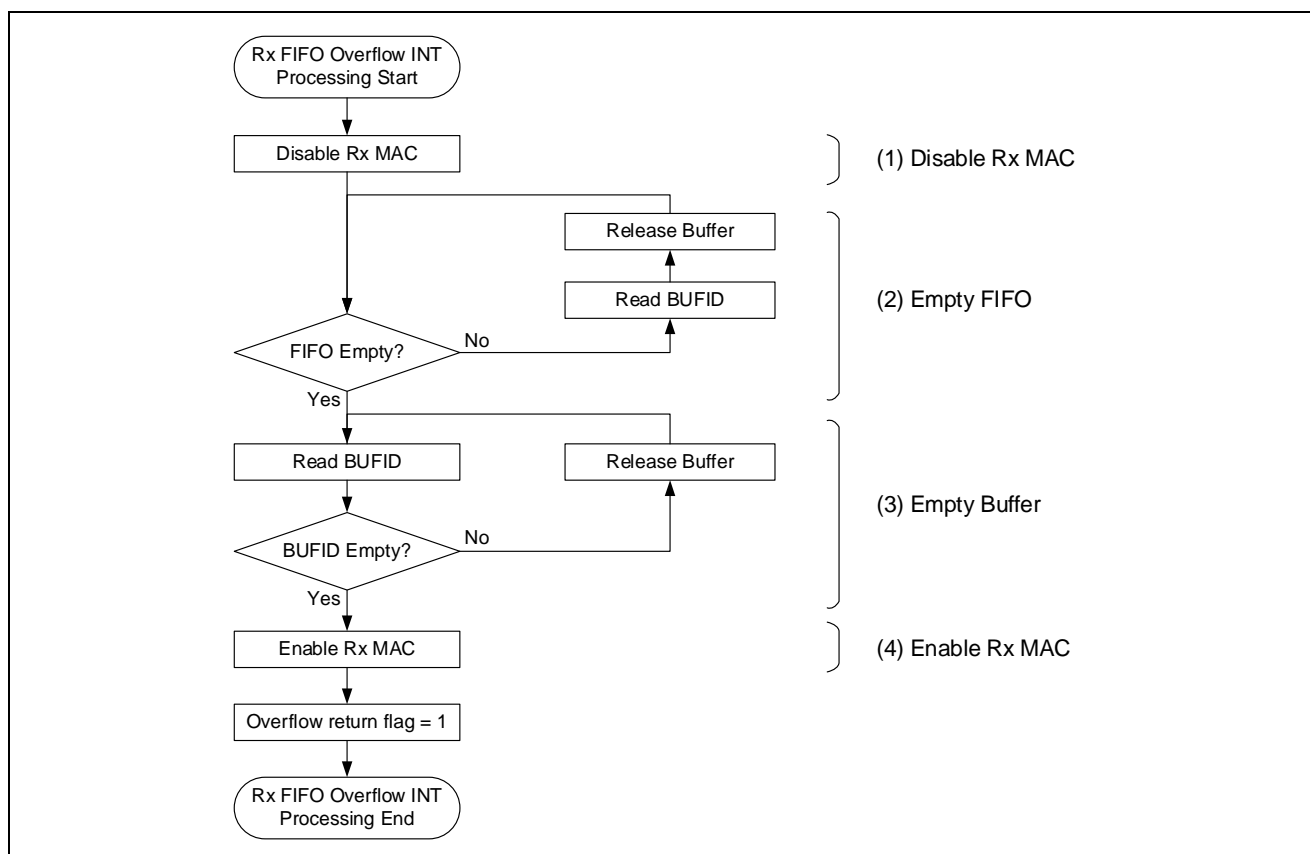 Rx FIFO Overflow INT
Processing Start
Disable Rx MAC
(1) Disable Rx MAC
Release Buffer
Read BUFID
(2) Empty FIFO
FIFO Empty?
No
Yes
Read BUFID
Release Buffer
(3) Empty Buffer
BUFID Empty?
No
Yes
Enable Rx MAC
(4) Enable Rx MAC
Overflow return flag = 1
Rx FIFO Overflow INT
Processing End